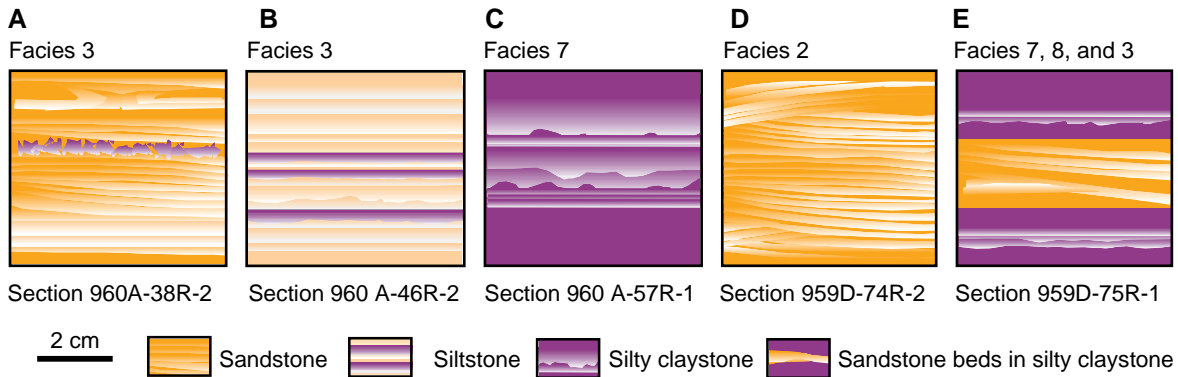 A B C D E
Facies 3 Facies 3 Facies 7 Facies 2 Facies 7, 8, and 3
Section 960A-38R-2 Section 960 A-46R-2 Section 960 A-57R-1 Section 959D-74R-2 Section 959D-75R-1
2 cm Sandstone Siltstone Silty claystone Sandstone beds in silty claystone